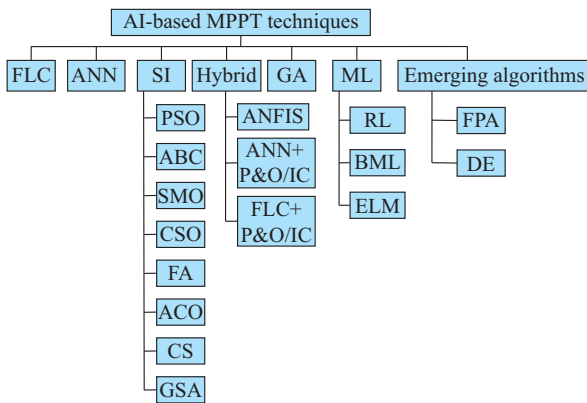 AI-based MPPT techniques
FLC
ANN
SI
Hybrid
GA
ML
Emerging algorithms
PSO
ABC
SMO
CSO
FA
ACO
CS
GSA
ANFIS
ANN+
P&O/IC
FLC+
P&O/IC
RL
BML
ELM
FPA
DE